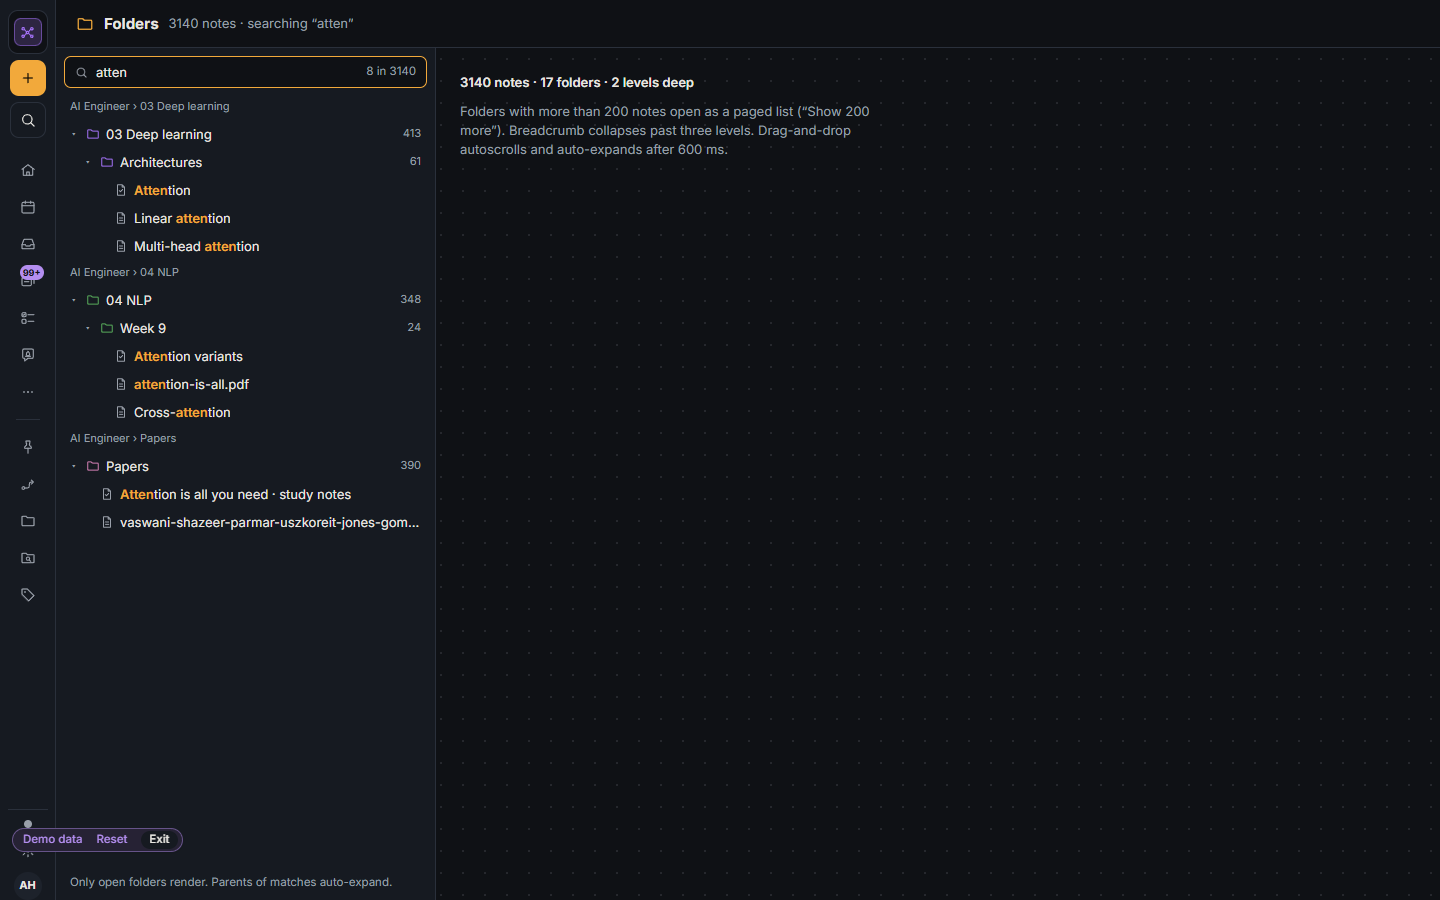 Folders
3140 notes · searching “atten”
atten
8 in 3140
AI Engineer › 03 Deep learning
03 Deep learning
413
Architectures
61
Attention
Linear attention
Multi-head attention
AI Engineer › 04 NLP
04 NLP
348
Week 9
24
Attention variants
attention-is-all.pdf
Cross-attention
AI Engineer › Papers
Papers
390
Attention is all you need · study notes
vaswani-shazeer-parmar-uszkoreit-jones-gom...
Only open folders render. Parents of matches auto-expand.
3140 notes · 17 folders · 2 levels deep
Folders with more than 200 notes open as a paged list (“Show 200
more”). Breadcrumb collapses past three levels. Drag-and-drop
autoscrolls and auto-expands after 600 ms.
99+
Demo data
Reset
Exit
AH